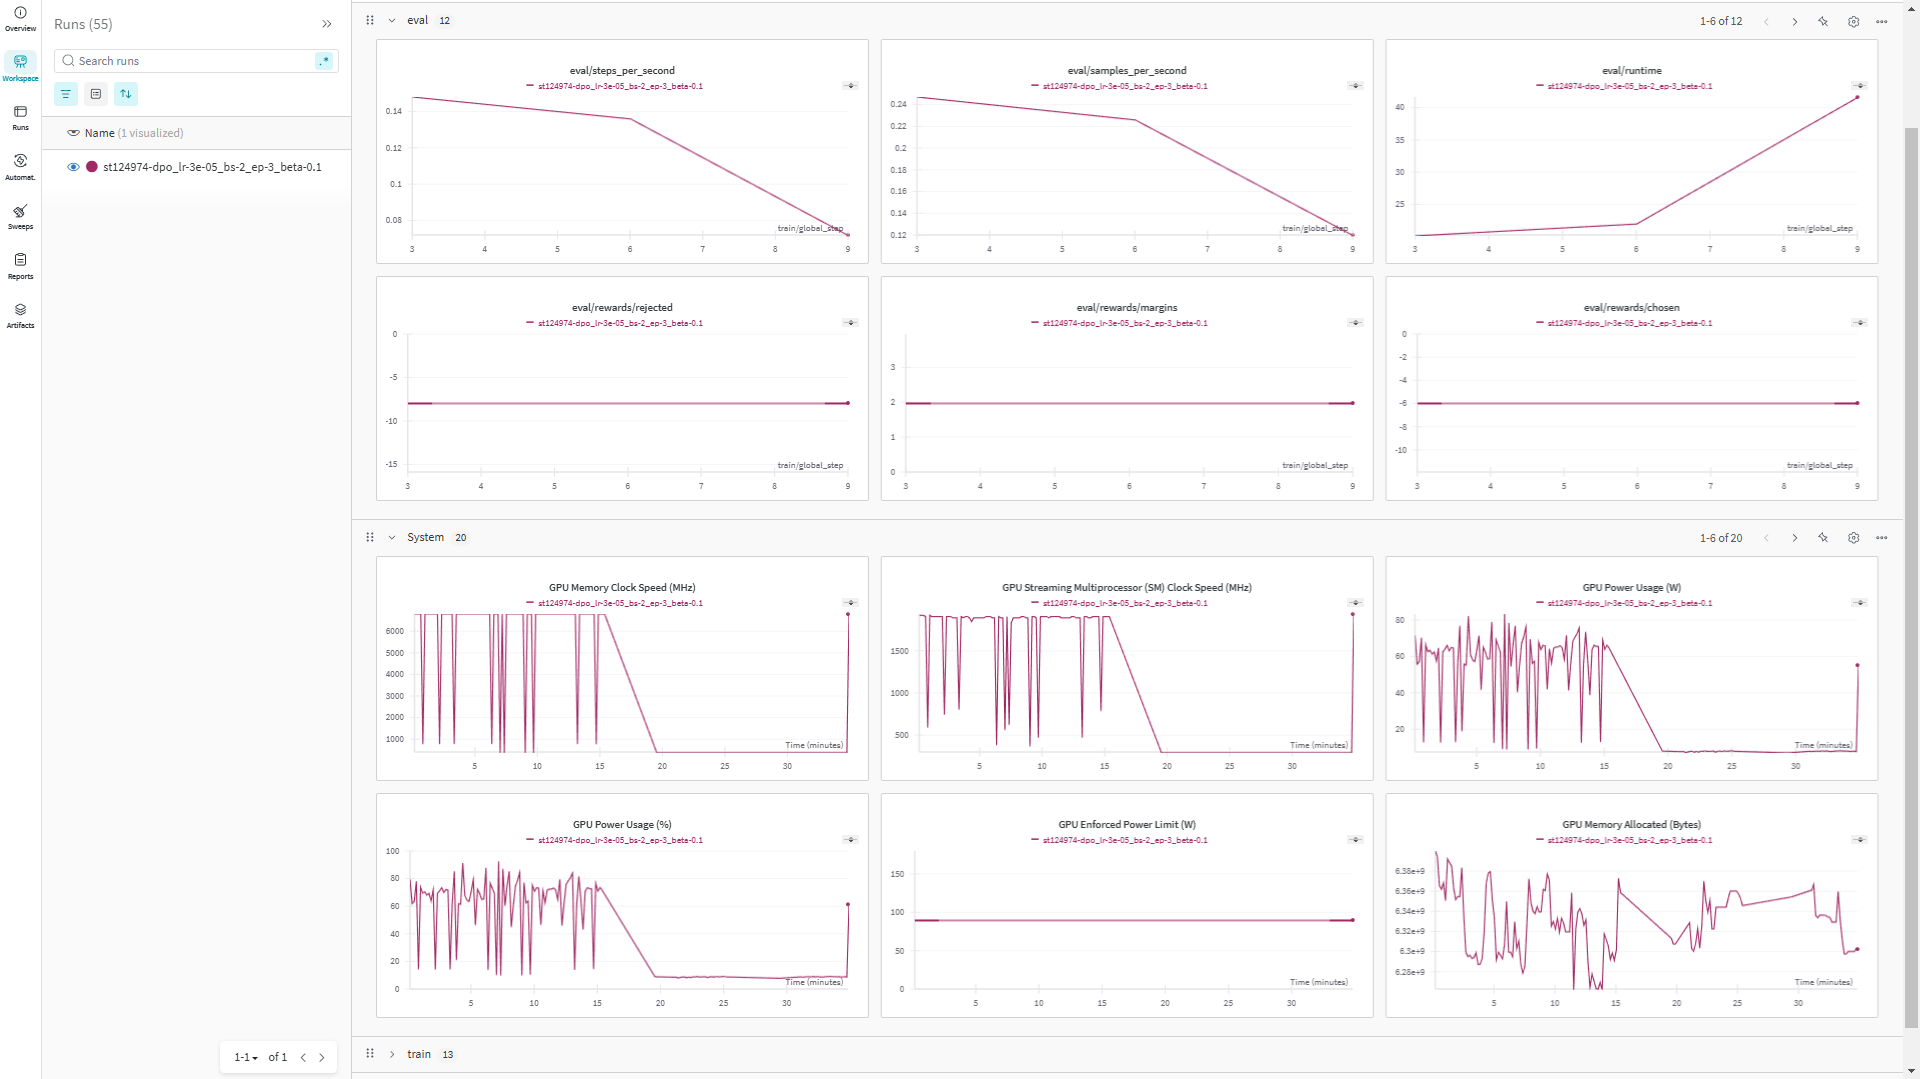 Overview
Workspace
Runs
Automat.
Sweeps
Reports
Artifacts
Runs (55)
Search runs
.*
Name (1 visualized)
st124974-dpo_lr-3e-05_bs-2_ep-3_beta-0.1
1-1 of 1
eval 12
1-6 of 12
eval/steps_per_second
st124974-dpo_lr-3e-05_bs-2_ep-3_beta-0.1
0.14
0.12
0.1
0.08
train/global_step
3 4 5 6 7 8 9
eval/samples_per_second
st124974-dpo_lr-3e-05_bs-2_ep-3_beta-0.1
0.24
0.22
0.2
0.18
0.16
0.14
0.12
train/global_step
3 4 5 6 7 8 9
eval/runtime
st124974-dpo_lr-3e-05_bs-2_ep-3_beta-0.1
40
35
30
25
train/global_step
3 4 5 6 7 8 9
eval/rewards/rejected
st124974-dpo_lr-3e-05_bs-2_ep-3_beta-0.1
0
-5
-10
-15
train/global_step
3 4 5 6 7 8 9
eval/rewards/margins
st124974-dpo_lr-3e-05_bs-2_ep-3_beta-0.1
3
2
1
0
train/global_step
3 4 5 6 7 8 9
eval/rewards/chosen
st124974-dpo_lr-3e-05_bs-2_ep-3_beta-0.1
0
-2
-4
-6
-8
-10
train/global_step
3 4 5 6 7 8 9
System 20
1-6 of 20
GPU Memory Clock Speed (MHz)
st124974-dpo_lr-3e-05_bs-2_ep-3_beta-0.1
6000
5000
4000
3000
2000
1000
Time (minutes)
5 10 15 20 25 30
GPU Streaming Multiprocessor (SM) Clock Speed (MHz)
st124974-dpo_lr-3e-05_bs-2_ep-3_beta-0.1
1500
1000
500
Time (minutes)
5 10 15 20 25 30
GPU Power Usage (W)
st124974-dpo_lr-3e-05_bs-2_ep-3_beta-0.1
80
60
40
20
Time (minutes)
5 10 15 20 25 30
GPU Power Usage (%)
st124974-dpo_lr-3e-05_bs-2_ep-3_beta-0.1
100
80
60
40
20
0
Time (minutes)
5 10 15 20 25 30
GPU Enforced Power Limit (W)
st124974-dpo_lr-3e-05_bs-2_ep-3_beta-0.1
150
100
50
0
Time (minutes)
5 10 15 20 25 30
GPU Memory Allocated (Bytes)
st124974-dpo_lr-3e-05_bs-2_ep-3_beta-0.1
6.38e+9
6.36e+9
6.34e+9
6.32e+9
6.3e+9
6.28e+9
Time (minutes)
5 10 15 20 25 30
train 13